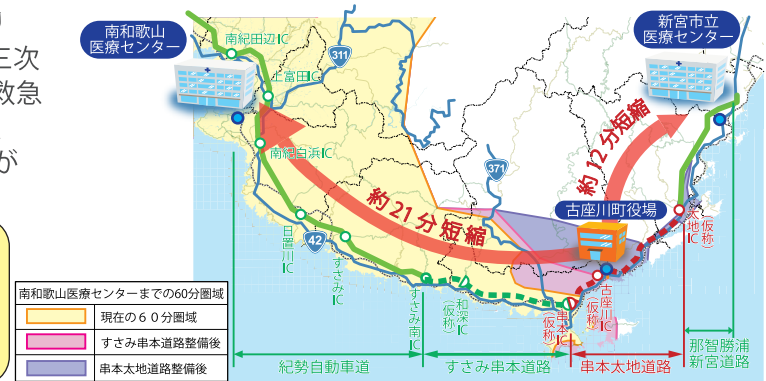 り
三次
救急
が
南和歌山
医療センター
新宮市立
医療センター
南紀田辺IC
311
上富田IC
南紀白浜IC
約12分短縮
371
約21分短縮
古座川町役場
太地IC
(仮称)
日置川IC
42
すさみIC
すさみ南IC
和深IC
(仮称)
串本IC
(仮称)
古座川IC
(仮称)
南和歌山医療センターまでの60分圏域
現在の60分圏域
すさみ串本道路整備後
串本太地道路整備後
紀勢自動車道
すさみ串本道路
串本太地道路
那智勝浦
新宮道路